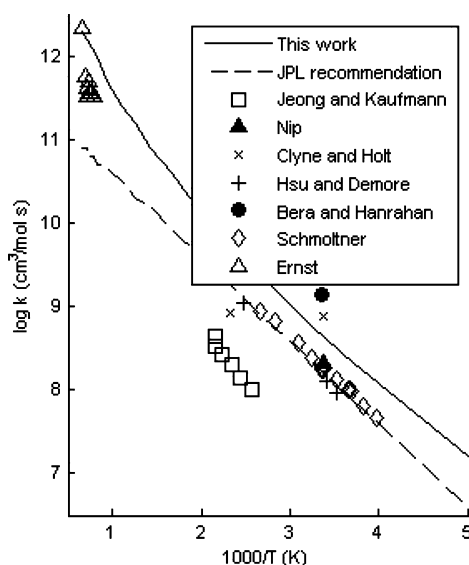 12
11
10
9
8
7
log k (cm³/mol s)
This work
JPL recommendation
Jeong and Kaufmann
Nip
Clyne and Holt
Hsu and Demore
Bera and Hanrahan
Schmoltner
Ernst
1 2 3 4 5
1000/T (K)